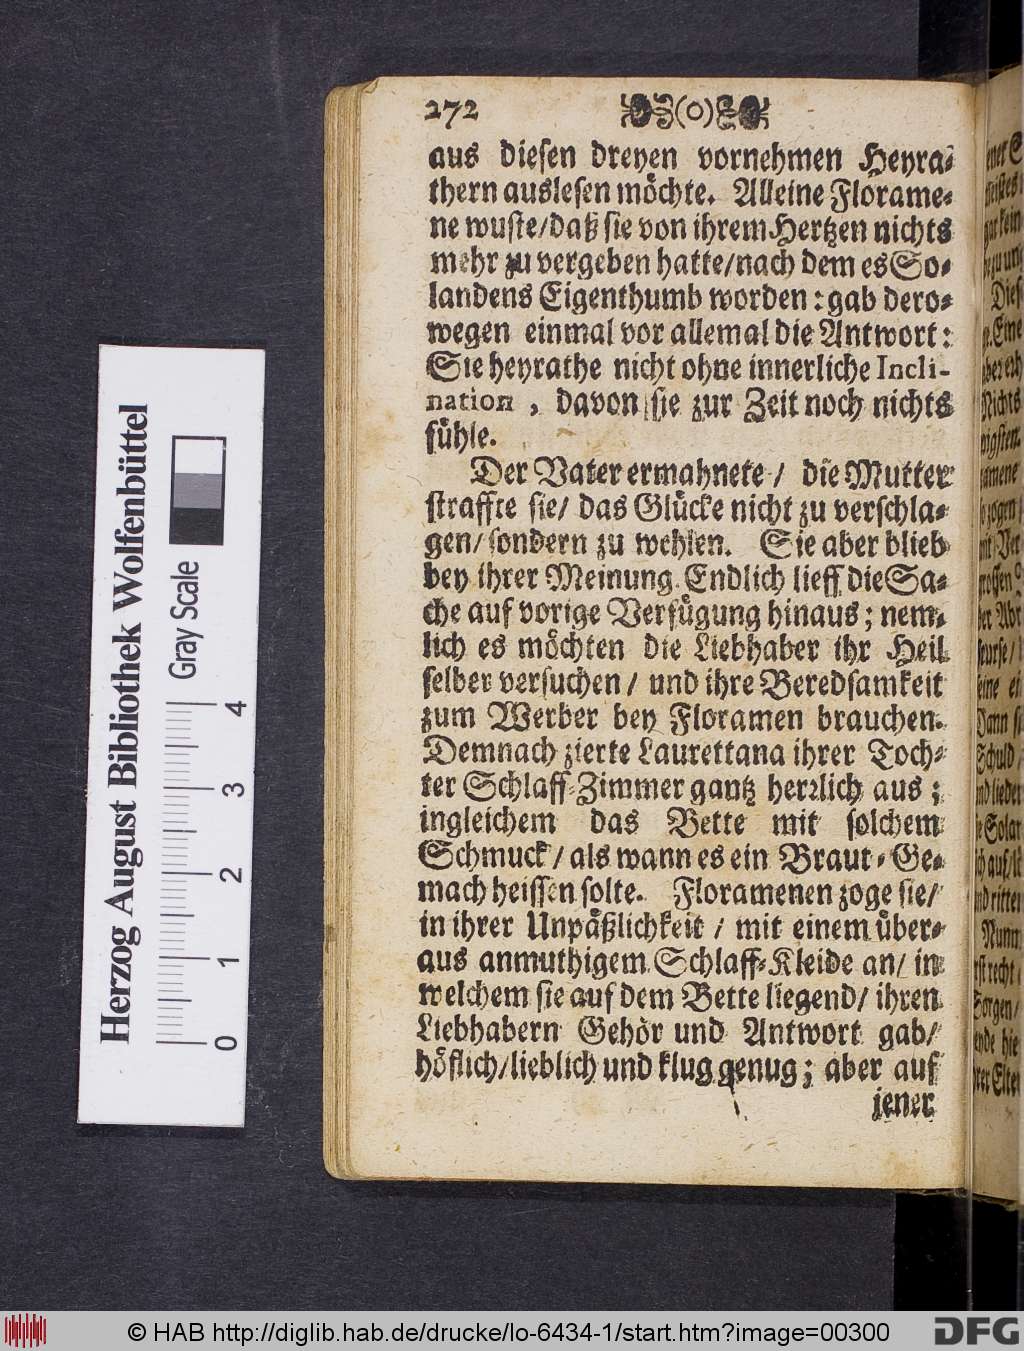 272 (o)
aus diesen dreyen vornehmen Heyra-
thern auslesen möchte. Alleine Florame-
ne wuste/daß sie von ihrem Hertzen nichts
mehr zu vergeben hatte/nach dem es So-
landens Eigenthumb worden: gab dero-
wegen einmal vor allemal die Antwort:
Sie heyrathe nicht ohne innerliche Incli-
nation, davon sie zur Zeit noch nichts
fühle.
Der Vater ermahnete/ die Mutter
straffte sie/ das Glücke nicht zu verschla-
gen/ sondern zu wehlen. Sie aber blieb
bey ihrer Meinung. Endlich lieff die Sa-
che auf vorige Verfügung hinaus; nem-
lich es möchten die Liebhaber ihr Heil
selber versuchen/ und ihre Beredsamkeit
zum Werber bey Floramen brauchen.
Demnach zierte Laurettana ihrer Toch-
ter Schlaff-Zimmer gantz herrlich aus;
ingleichem das Bette mit solchem
Schmuck/ als wann es ein Braut-Ge-
mach heissen solte. Floramenen zoge sie/
in ihrer Unpäßlichkeit/ mit einem über-
aus anmuthigem Schlaff-Kleide an/ in
welchem sie auf dem Bette liegend/ ihren
Liebhabern Gehör und Antwort gab/
höflich/lieblich und klug genug; aber auf
jener
Herzog August Bibliothek Wolfenbüttel
Gray Scale
0 1 2 3 4
© HAB http://diglib.hab.de/drucke/lo-6434-1/start.htm?image=00300
DFG